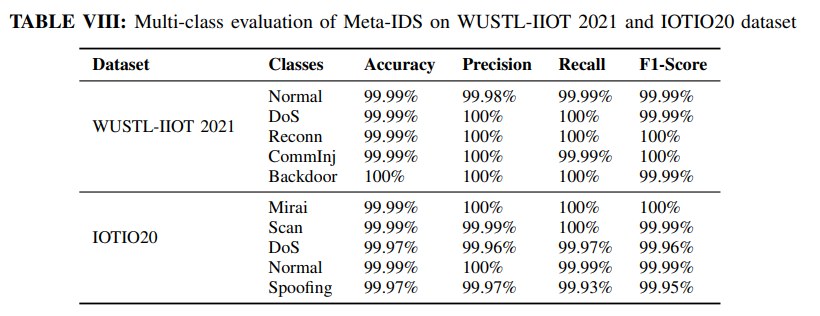 TABLE VIII: Multi-class evaluation of Meta-IDS on WUSTL-IIOT 2021 and IOTIO20 dataset
Dataset Classes Accuracy Precision Recall F1-Score
WUSTL-IIOT 2021
Normal 99.99% 99.98% 99.99% 99.99%
DoS 99.99% 100% 100% 99.99%
Reconn 99.99% 100% 100% 100%
CommInj 99.99% 100% 99.99% 100%
Backdoor 100% 100% 100% 99.99%
IOTIO20
Mirai 99.99% 100% 100% 100%
Scan 99.99% 99.99% 100% 99.99%
DoS 99.97% 99.96% 99.97% 99.96%
Normal 99.99% 100% 99.99% 99.99%
Spoofing 99.97% 99.97% 99.93% 99.95%